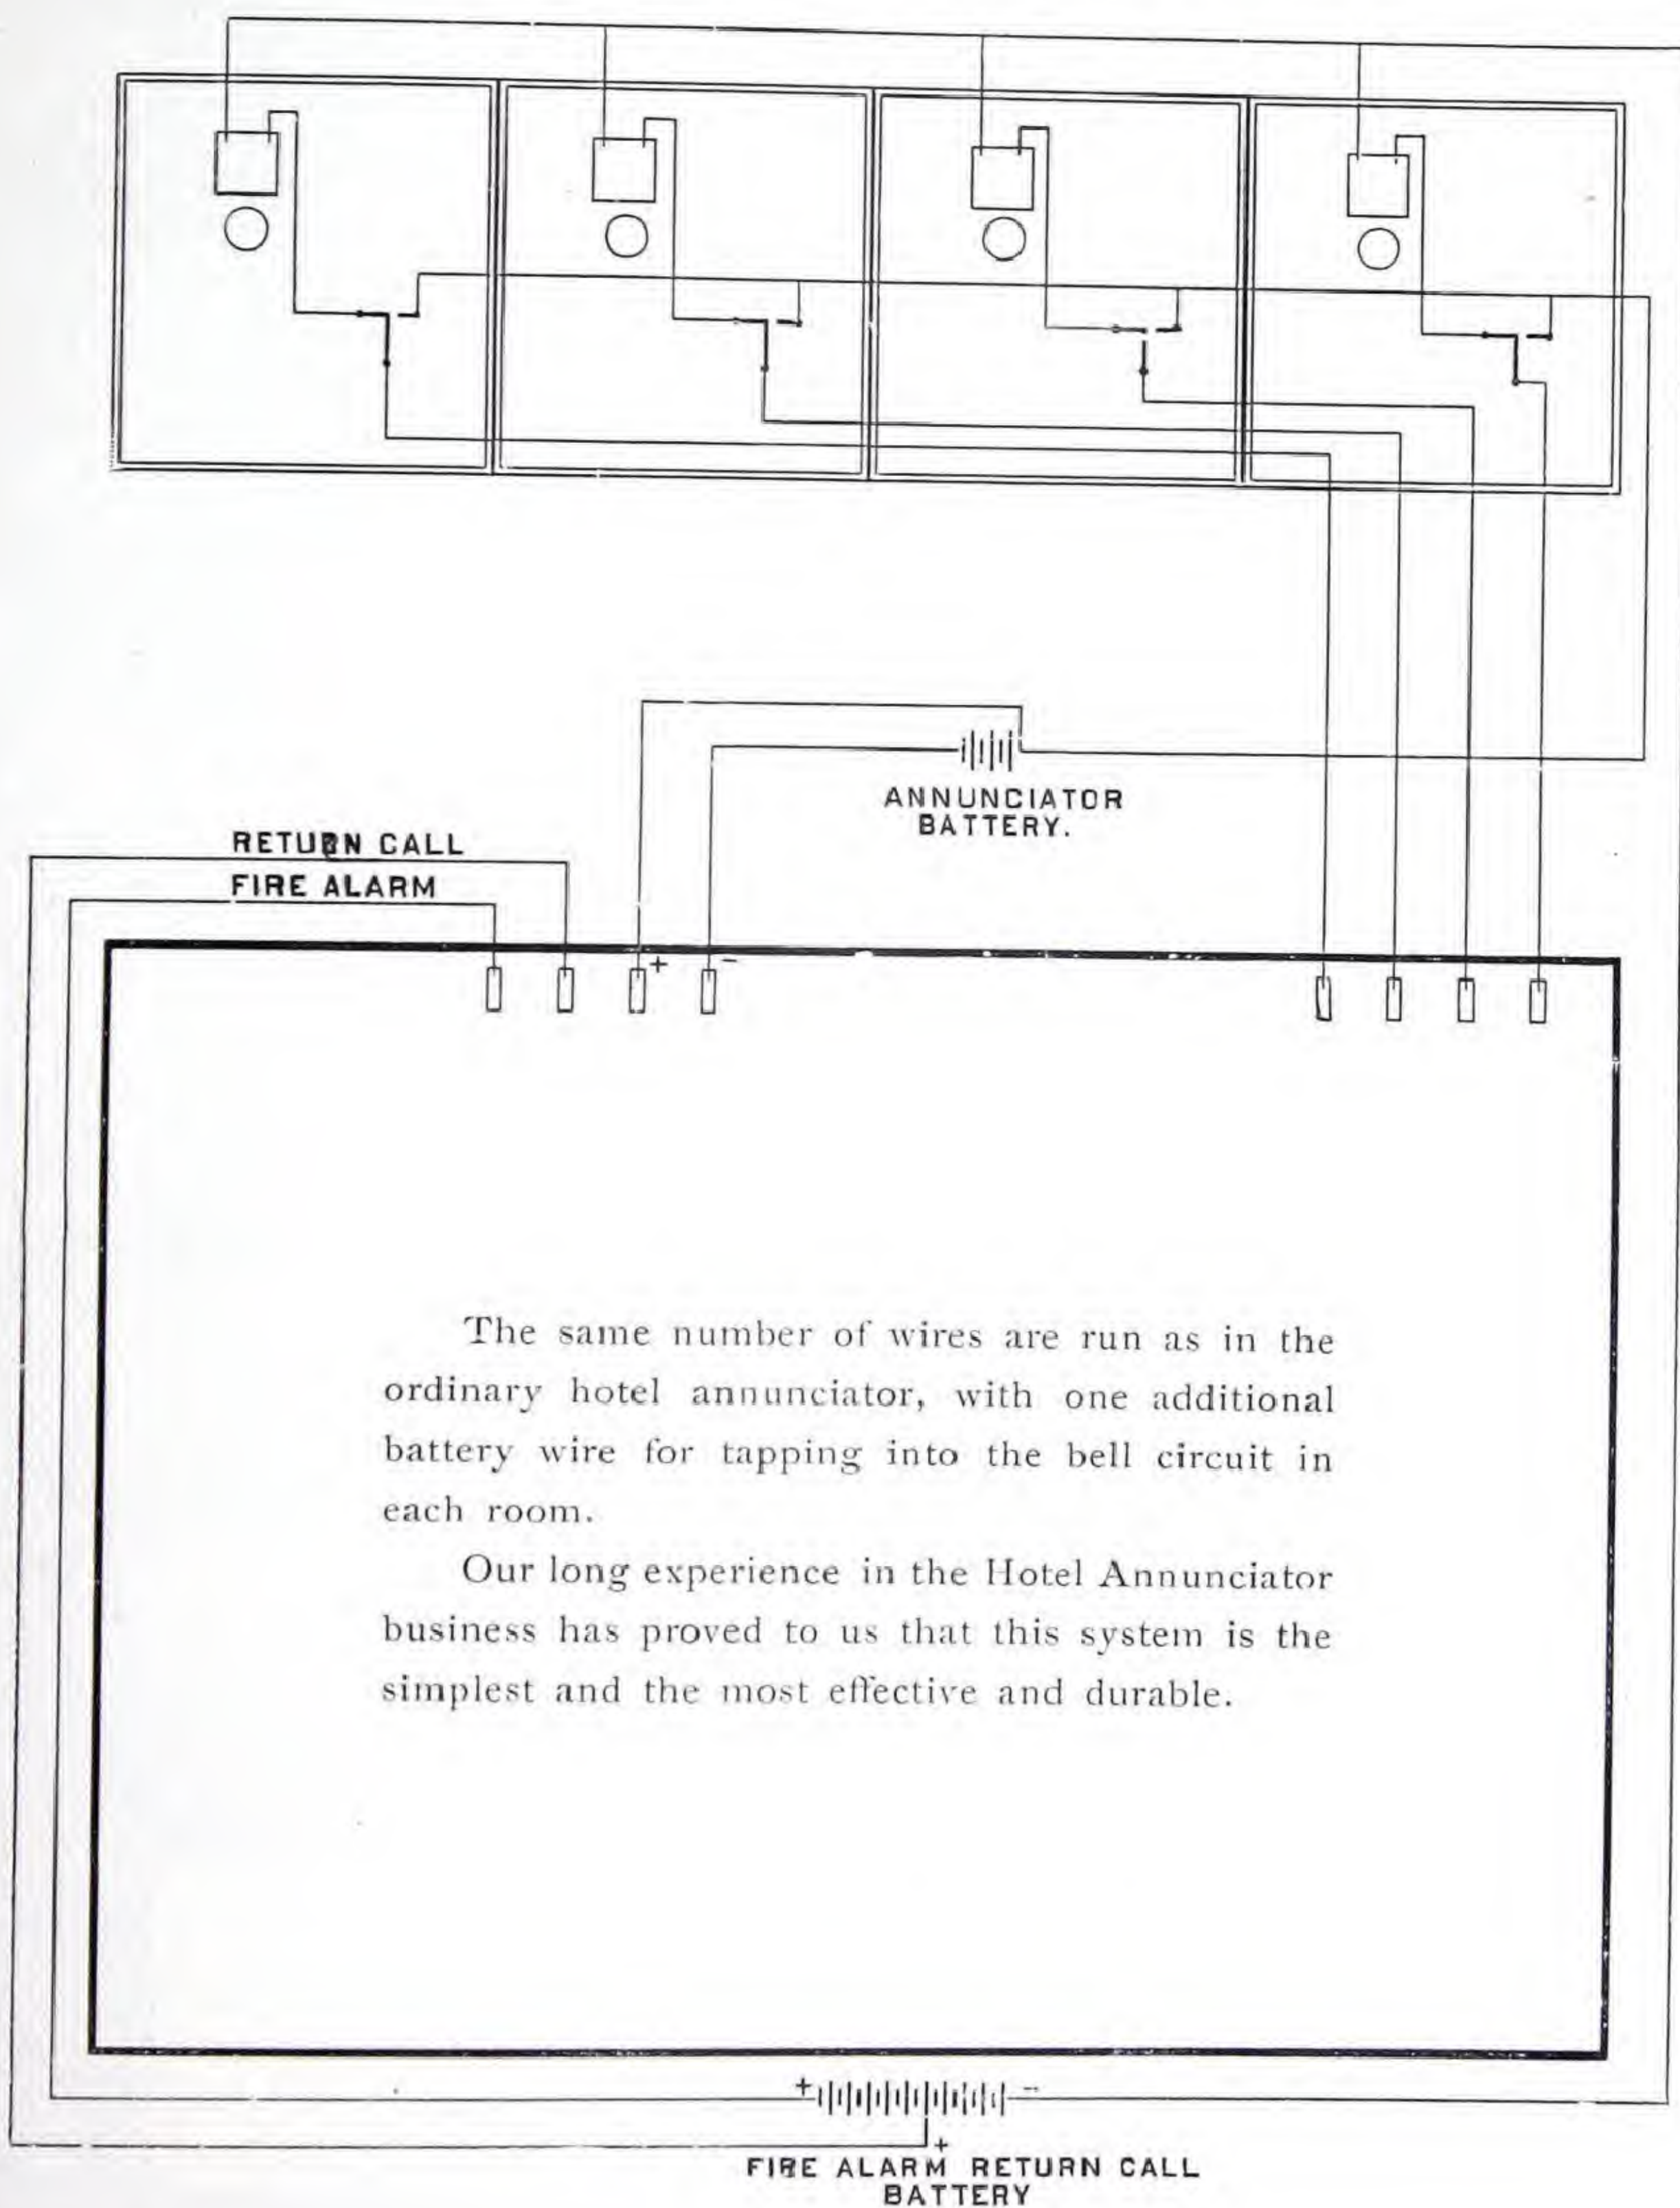 ANNUNCIATOR
BATTERY.
RETURN CALL
FIRE ALARM
+ -
The same number of wires are run as in the
ordinary hotel annunciator, with one additional
battery wire for tapping into the bell circuit in
each room.
Our long experience in the Hotel Annunciator
business has proved to us that this system is the
simplest and the most effective and durable.
+ -
+
FIRE ALARM RETURN CALL
BATTERY